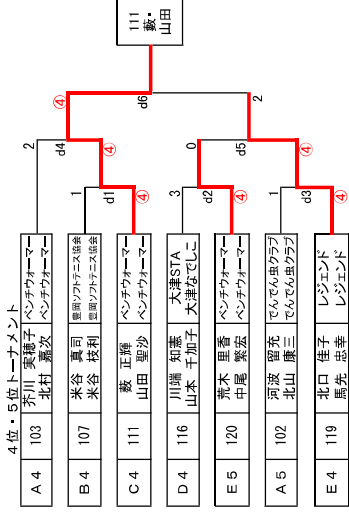 4位・5位トーナメント
A4 103 芥川 実穂子 ベンチウォーマー
北村 嘉次 ベンチウォーマー
B4 107 米谷 真司 豊岡ソフトテニス協会
米谷 枝利 豊岡ソフトテニス協会
C4 111 薮 正輝 ベンチウォーマー
山田 聖沙 ベンチウォーマー
D4 116 川端 知憲 大津STA
山本 千加子 大津なでしこ
E5 120 荒木 里香 ベンチウォーマー
中尾 繁宏 ベンチウォーマー
A5 102 河波 留充 でんでん虫クラブ
北山 康三 でんでん虫クラブ
E4 119 北口 佳子 レジェンド
馬先 忠幸 レジェンド
2
d4
④
1
d1
④
④
3
d2
④
0
d5
④
1
d3
④
④
d6
2
111
薮・
山田